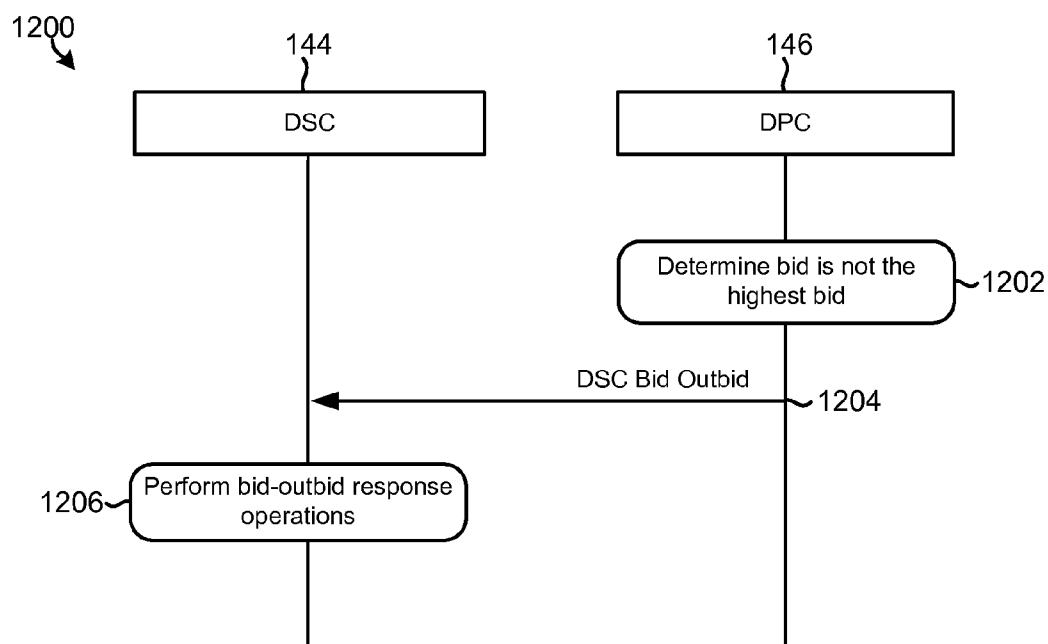 1200
144
146
DSC
DPC
Determine bid is not the
highest bid
1202
DSC Bid Outbid
1204
Perform bid-outbid response
operations
1206